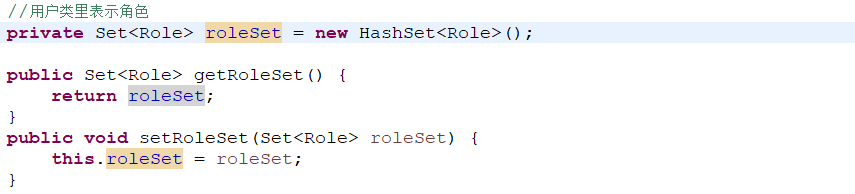 //用户类里表示角色
private Set<Role> roleSet = new HashSet<Role>();
public Set<Role> getRoleSet() {
return roleSet;
}
public void setRoleSet(Set<Role> roleSet) {
this.roleSet = roleSet;
}